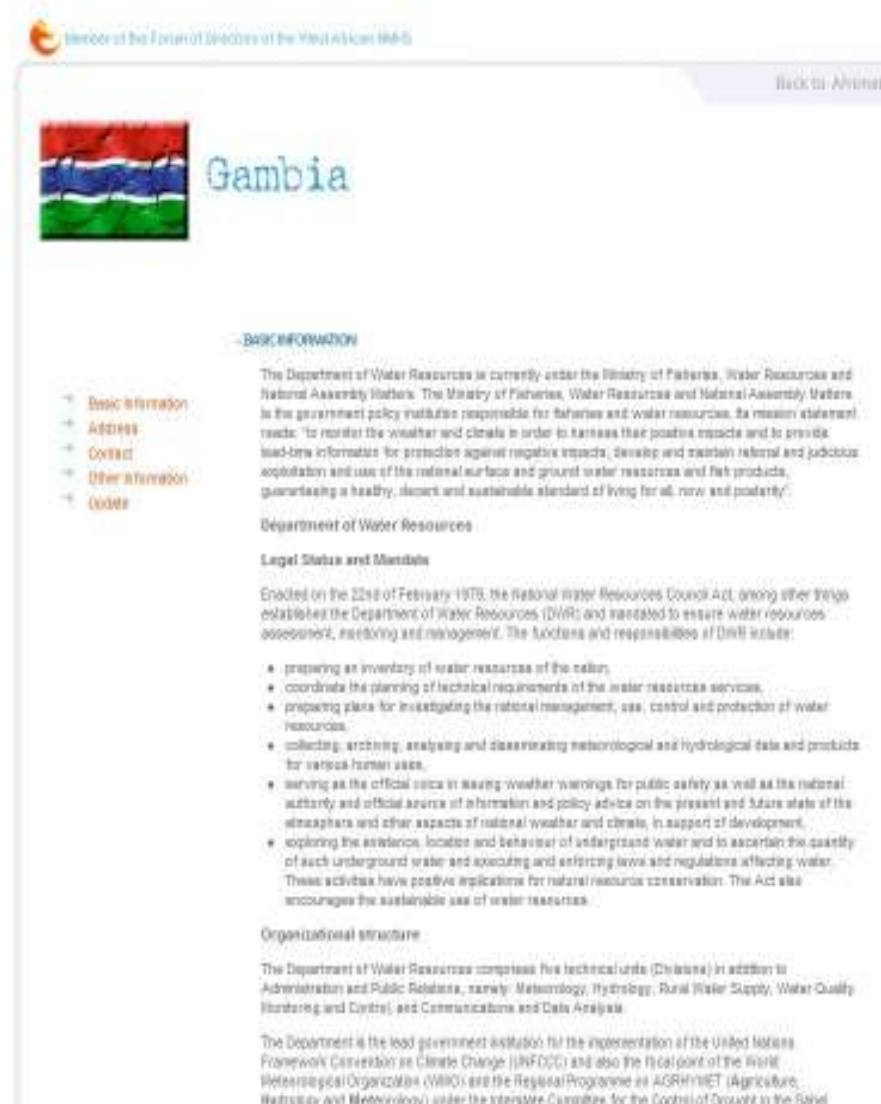 Member of the Forum of Directors of the West African NMHS
Back to
Gambia
- BASIC INFORMATION
Basic Information
Address
Contact
Other information
Update
The Department of Water Resources is currently under the Ministry of Fisheries, Water Resources and
National Assembly Matters. The Ministry of Fisheries, Water Resources and National Assembly Matters
is the government policy institution responsible for fisheries and water resources. Its mission statement
reads: "to monitor the weather and climate in order to harness their positive impacts and to provide
lead-time information for protection against negative impacts, develop and maintain rational and judicious
exploitation and use of the national surface and ground water resources and fish products,
guaranteeing a healthy, decent and sustainable standard of living for all, now and posterity".
Department of Water Resources
Legal Status and Mandate
Enacted on the 22nd of February 1979, the National Water Resources Council Act, among other things
established the Department of Water Resources (DWR) and mandated to ensure water resources
assessment, monitoring and management. The functions and responsibilities of DWR include:
• preparing an inventory of water resources of the nation,
• coordinate the planning of technical requirements of the water resources services,
• preparing plans for investigating the rational management, use, control and protection of water
resources,
• collecting, archiving, analysing and disseminating meteorological and hydrological data and products
for various human uses,
• serving as the official voice in issuing weather warnings for public safety as well as the national
authority and official source of information and policy advice on the present and future state of the
atmosphere and other aspects of national weather and climate, in support of development,
• exploring the existence, location and behaviour of underground water and to ascertain the quantity
of such underground water and executing and enforcing laws and regulations affecting water.
These activities have positive implications for natural resource conservation. The Act also
encourages the sustainable use of water resources.
Organizational structure
The Department of Water Resources comprises five technical units (Divisions) in addition to
Administration and Public Relations, namely: Meteorology, Hydrology, Rural Water Supply, Water Quality
Monitoring and Control, and Communications and Data Analysis.
The Department is the lead government institution for the implementation of the United Nations
Framework Convention on Climate Change (UNFCCC) and also the focal point of the World
Meteorological Organization (WMO) and the Regional Programme on AGRHYMET (Agriculture,
Hydrology and Meteorology) under the Interstate Committee for the Control of Drought in the Sahel